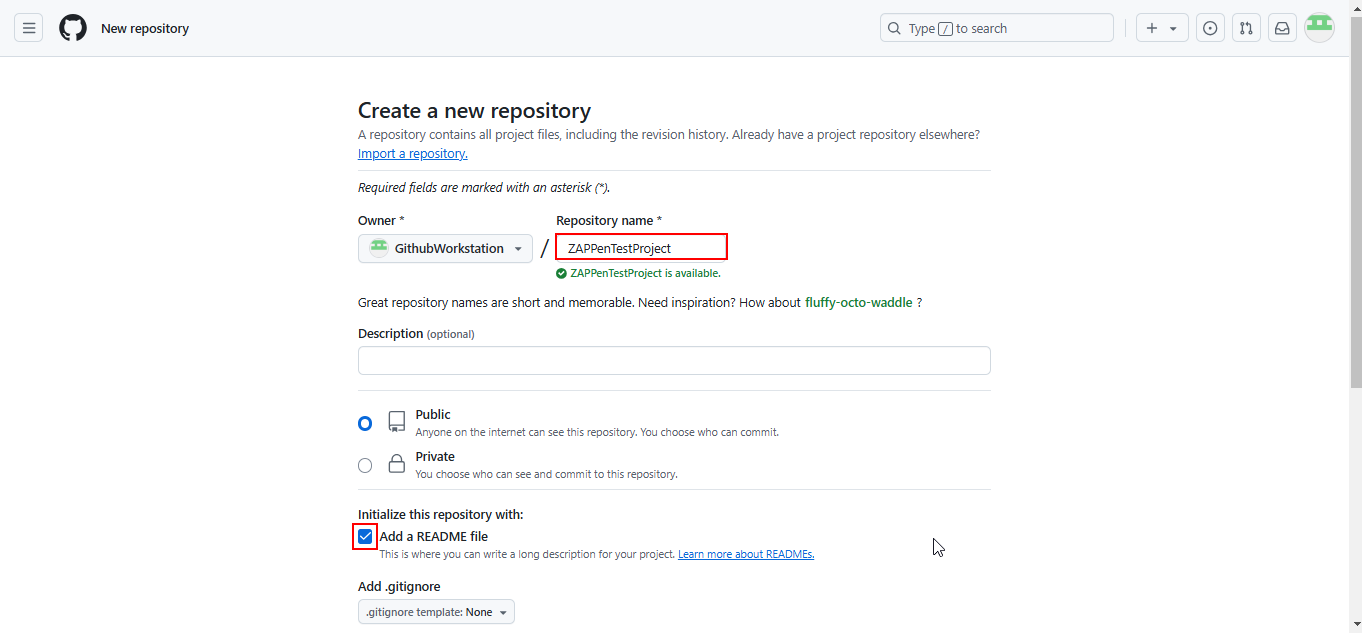 New repository
Type / to search
Create a new repository
A repository contains all project files, including the revision history. Already have a project repository elsewhere?
Import a repository.
Required fields are marked with an asterisk (*).
Owner *
Repository name *
GithubWorkstation
/
ZAPPenTestProject
ZAPPenTestProject is available.
Great repository names are short and memorable. Need inspiration? How about fluffy-octo-waddle ?
Description (optional)
Public
Anyone on the internet can see this repository. You choose who can commit.
Private
You choose who can see and commit to this repository.
Initialize this repository with:
Add a README file
This is where you can write a long description for your project. Learn more about READMEs.
Add .gitignore
.gitignore template: None